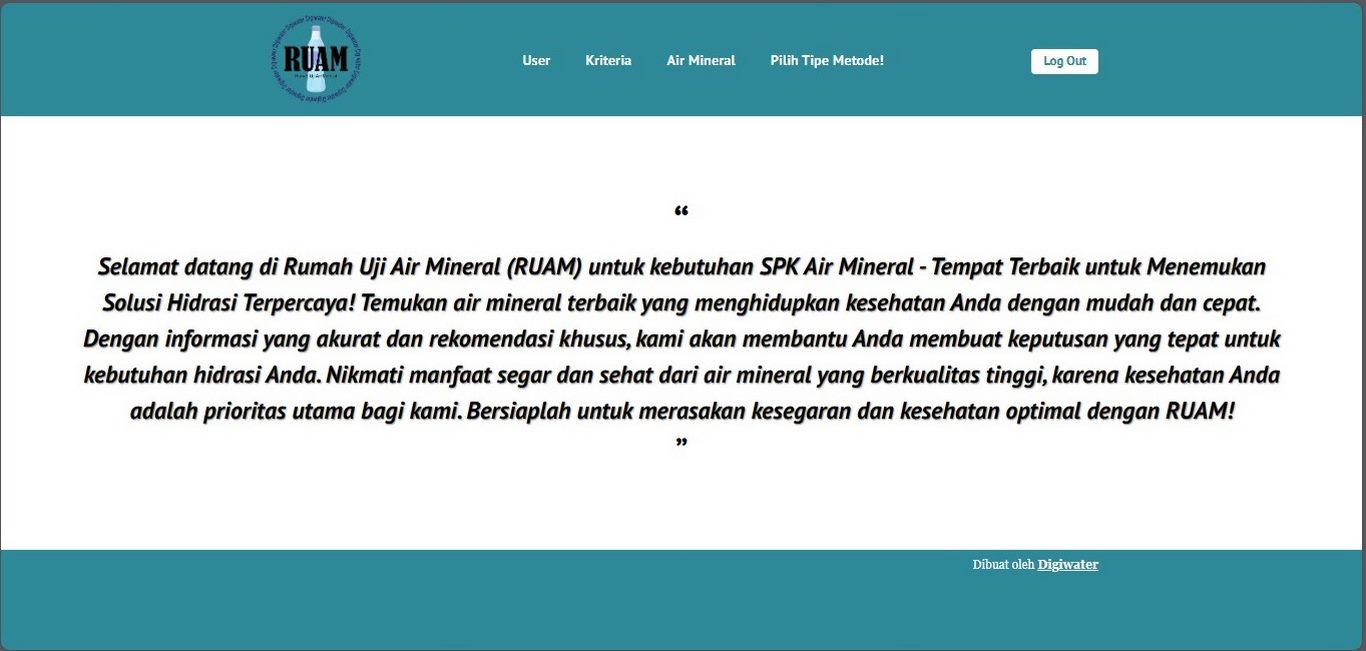 RUAM
User
Kriteria
Air Mineral
Pilih Tipe Metode!
Log Out
“
Selamat datang di Rumah Uji Air Mineral (RUAM) untuk kebutuhan SPK Air Mineral - Tempat Terbaik untuk Menemukan
Solusi Hidrasi Terpercaya! Temukan air mineral terbaik yang menghidupkan kesehatan Anda dengan mudah dan cepat.
Dengan informasi yang akurat dan rekomendasi khusus, kami akan membantu Anda membuat keputusan yang tepat untuk
kebutuhan hidrasi Anda. Nikmati manfaat segar dan sehat dari air mineral yang berkualitas tinggi, karena kesehatan Anda
adalah prioritas utama bagi kami. Bersiaplah untuk merasakan kesegaran dan kesehatan optimal dengan RUAM!
”
Dibuat oleh Digiwater